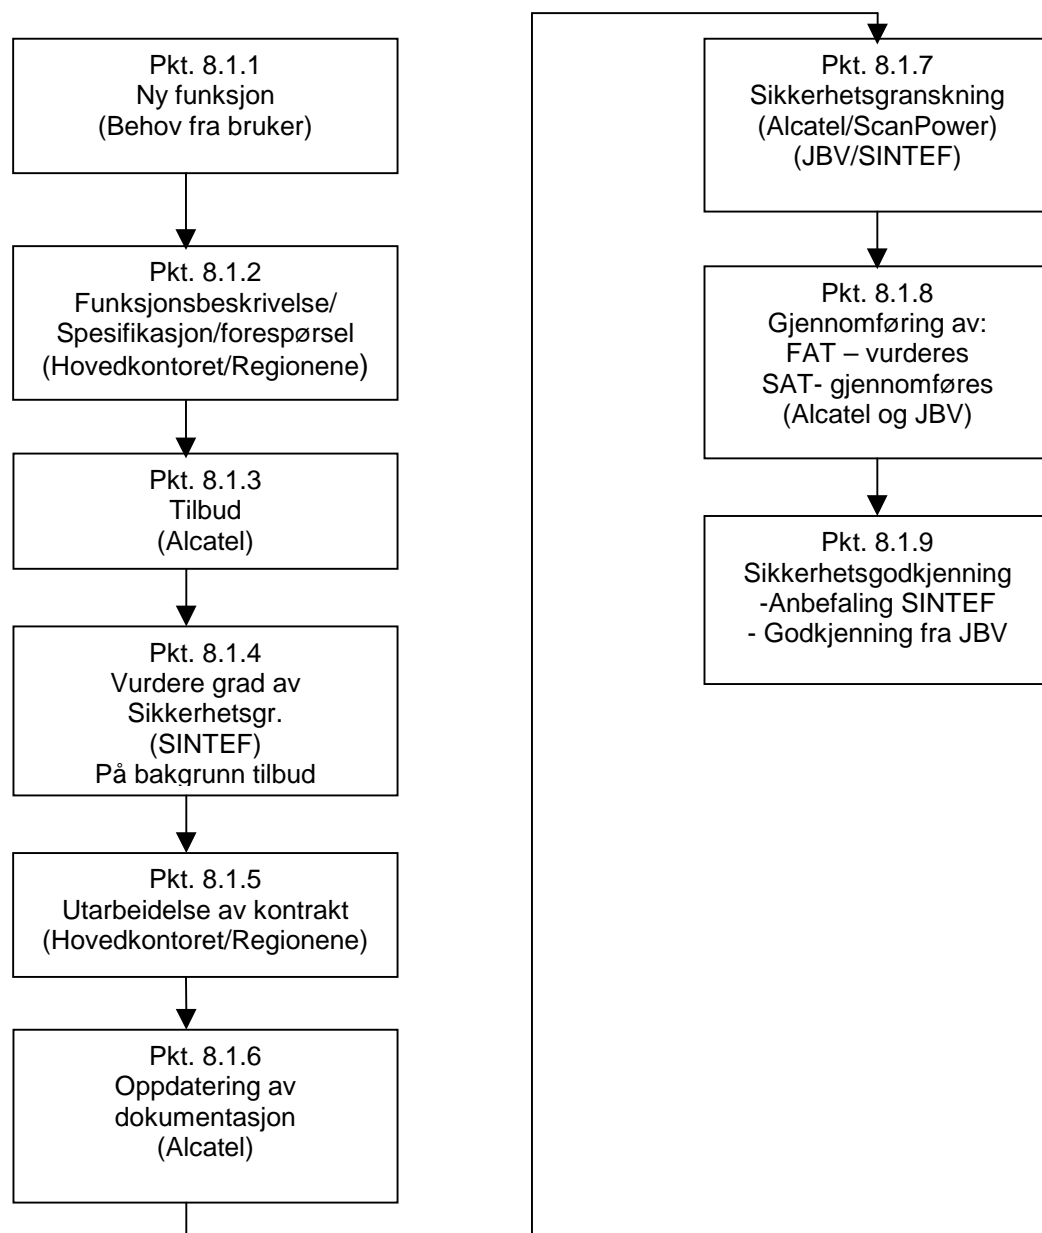 Pkt. 8.1.1
Ny funksjon
(Behov fra bruker)
Pkt. 8.1.2
Funksjonsbeskrivelse/
Spesifikasjon/forespørsel
(Hovedkontoret/Regionene)
Pkt. 8.1.3
Tilbud
(Alcatel)
Pkt. 8.1.4
Vurdere grad av
Sikkerhetsgr.
(SINTEF)
På bakgrunn tilbud
Pkt. 8.1.5
Utarbeidelse av kontrakt
(Hovedkontoret/Regionene)
Pkt. 8.1.6
Oppdatering av
dokumentasjon
(Alcatel)
Pkt. 8.1.7
Sikkerhetsgranskning
(Alcatel/ScanPower)
(JBV/SINTEF)
Pkt. 8.1.8
Gjennomføring av:
FAT – vurderes
SAT- gjennomføres
(Alcatel og JBV)
Pkt. 8.1.9
Sikkerhetsgodkjenning
-Anbefaling SINTEF
- Godkjenning fra JBV